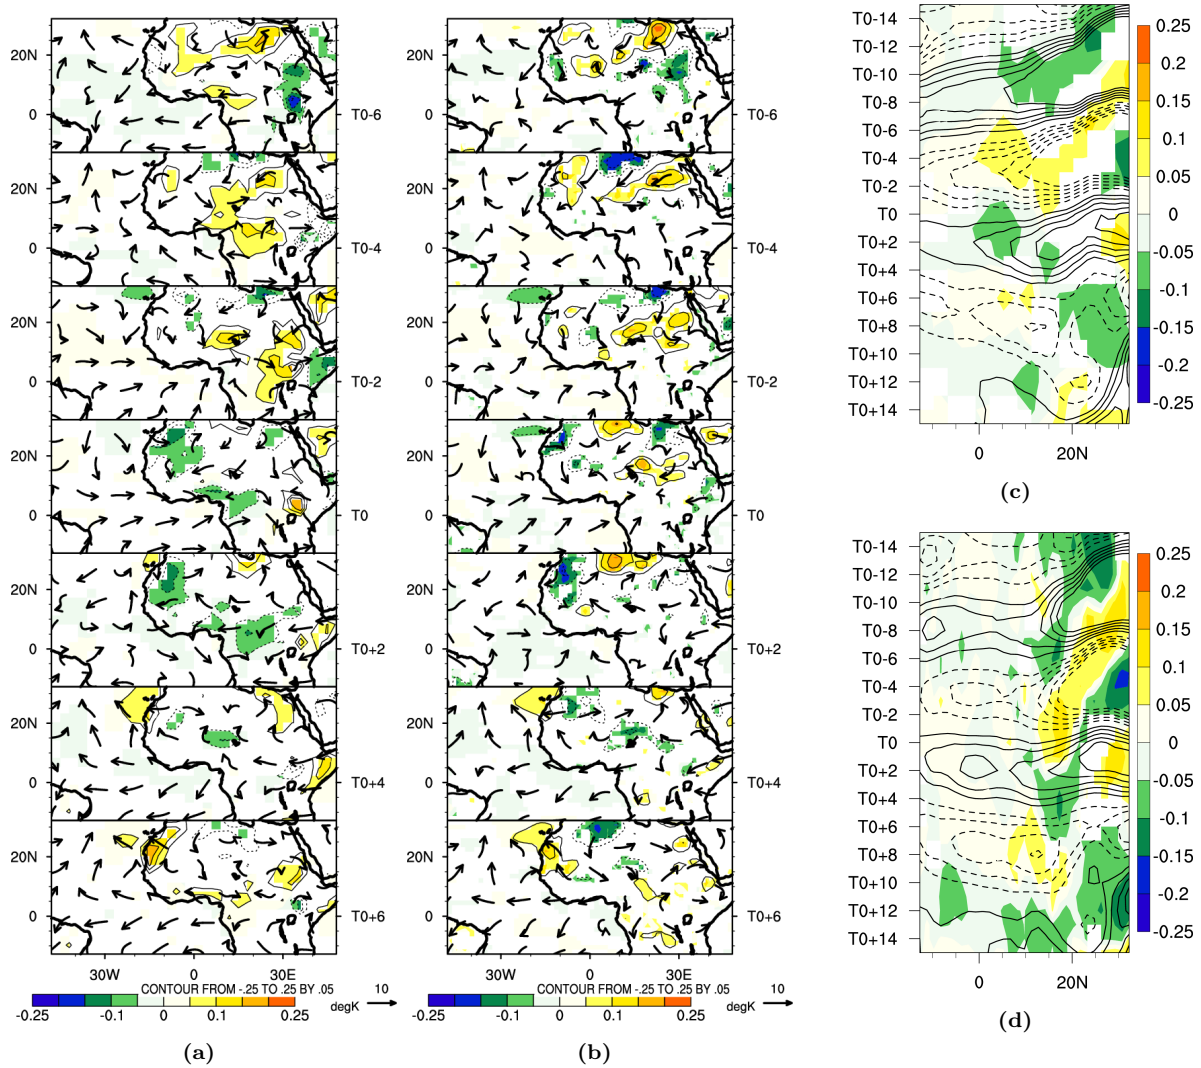 20N
0
T0-6
20N
0
T0-4
20N
0
T0-2
20N
0
T0
20N
0
T0+2
20N
0
T0+4
20N
0
T0+6
30W 0 30E
CONTOUR FROM -.25 TO .25 BY .05
-0.25 -0.1 0 0.1 0.25
degK
10
(a)
20N
0
T0-6
20N
0
T0-4
20N
0
T0-2
20N
0
T0
20N
0
T0+2
20N
0
T0+4
20N
0
T0+6
30W 0 30E
CONTOUR FROM -.25 TO .25 BY .05
-0.25 -0.1 0 0.1 0.25
degK
10
(b)
T0-14
T0-12
T0-10
T0-8
T0-6
T0-4
T0-2
T0
T0+2
T0+4
T0+6
T0+8
T0+10
T0+12
T0+14
0 20N
0.25
0.2
0.15
0.1
0.05
0
-0.05
-0.1
-0.15
-0.2
-0.25
(c)
T0-14
T0-12
T0-10
T0-8
T0-6
T0-4
T0-2
T0
T0+2
T0+4
T0+6
T0+8
T0+10
T0+12
T0+14
0 20N
0.25
0.2
0.15
0.1
0.05
0
-0.05
-0.1
-0.15
-0.2
-0.25
(d)